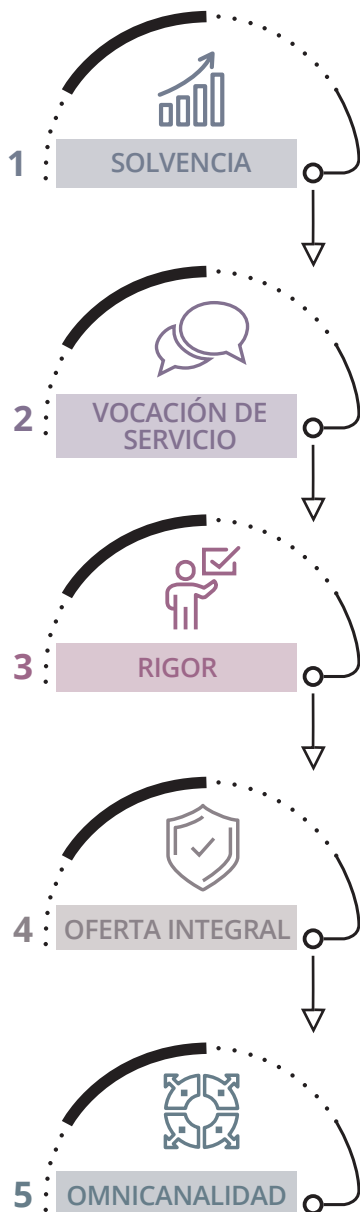 1 SOLVENCIA
2 VOCACIÓN DE
SERVICIO
3 RIGOR
4 OFERTA INTEGRAL
5 OMNICANALIDAD